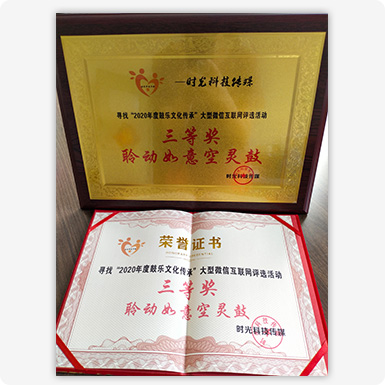 一时光科技传媒
寻找“2020年度鼓乐文化传承”大型微信互联网评选活动
三等奖
聆动如意空灵鼓
时光科技传媒
荣誉证书
寻找“2020年度鼓乐文化传承”大型微信互联网评选活动
三等奖
聆动如意空灵鼓
时光科技传媒